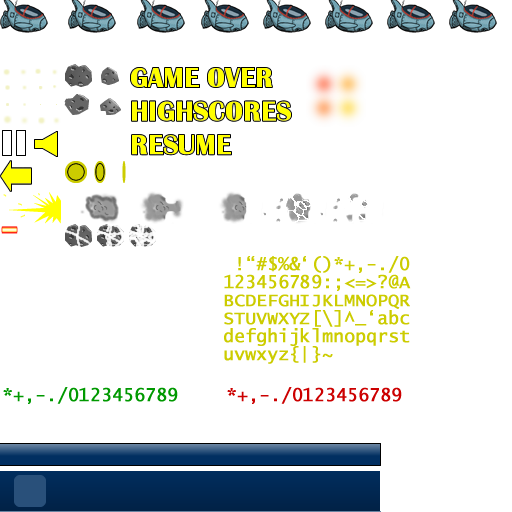 GAME OVER
HIGHSCORES
RESUME
!“#$%&‘()*+,-./0
123456789:;<=>?@A
BCDEFGHIJKLMNOPQR
STUVWXYZ[\]^_‘abc
defghijklmnopqrst
uvwxyz{|}~
*+,-./0123456789
*+,-./0123456789